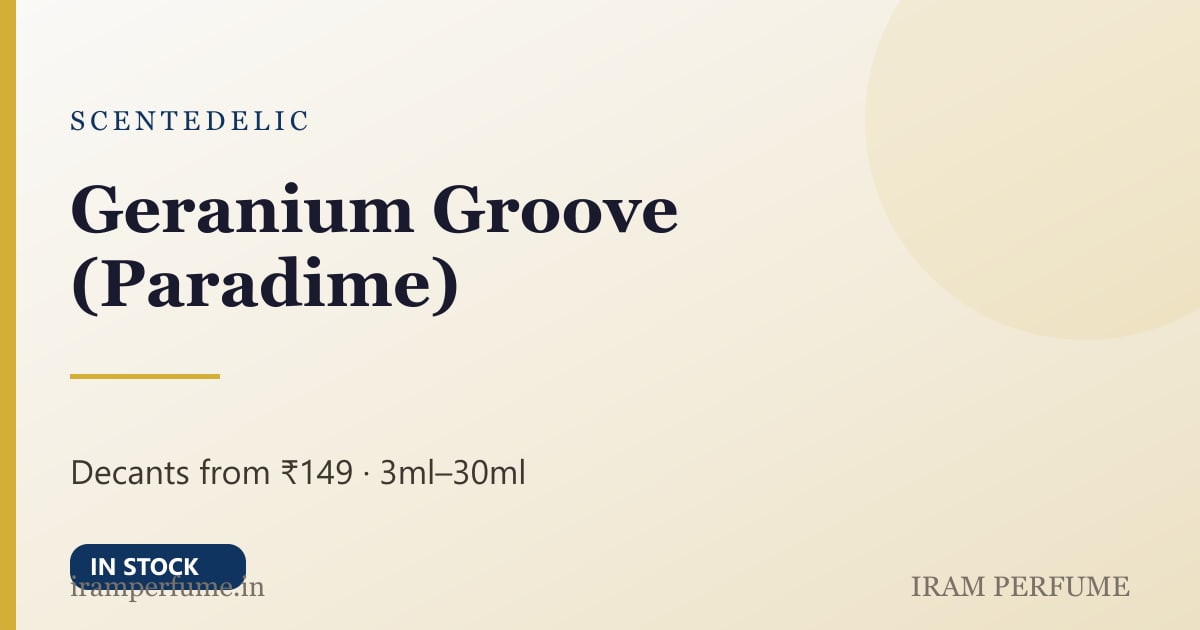 SCENTEDELIC
Geranium Groove
(Paradime)
Decants from ₹149 · 3ml–30ml
IN STOCK
iramperfume.in
IRAM PERFUME